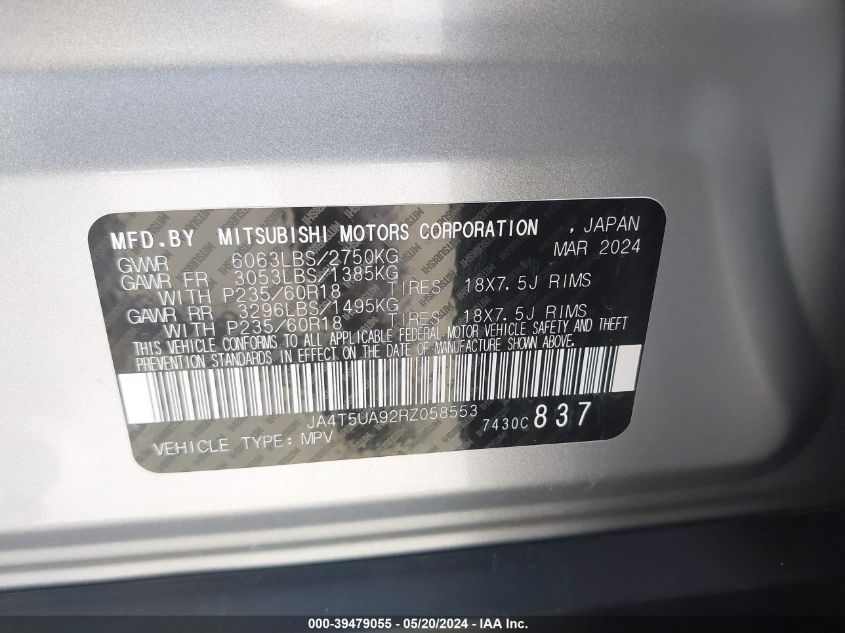 MFD.BY MITSUBISHI MOTORS CORPORATION , JAPAN
GVWR 6063LBS/2750KG MAR 2024
GAWR FR 3053LBS/1385KG
WITH P235/60R18 TIRES 18X7.5J RIMS
GAWR RR 3296LBS/1495KG
WITH P235/60R18 TIRES 18X7.5J RIMS
THIS VEHICLE CONFORMS TO ALL APPLICABLE FEDERAL MOTOR VEHICLE SAFETY AND THEFT
PREVENTION STANDARDS IN EFFECT ON THE DATE OF MANUFACTURE SHOWN ABOVE.
JA4T5UA92RZ058553 7430C 837
VEHICLE TYPE: MPV
000-39479055 - 05/20/2024 - IAA Inc.